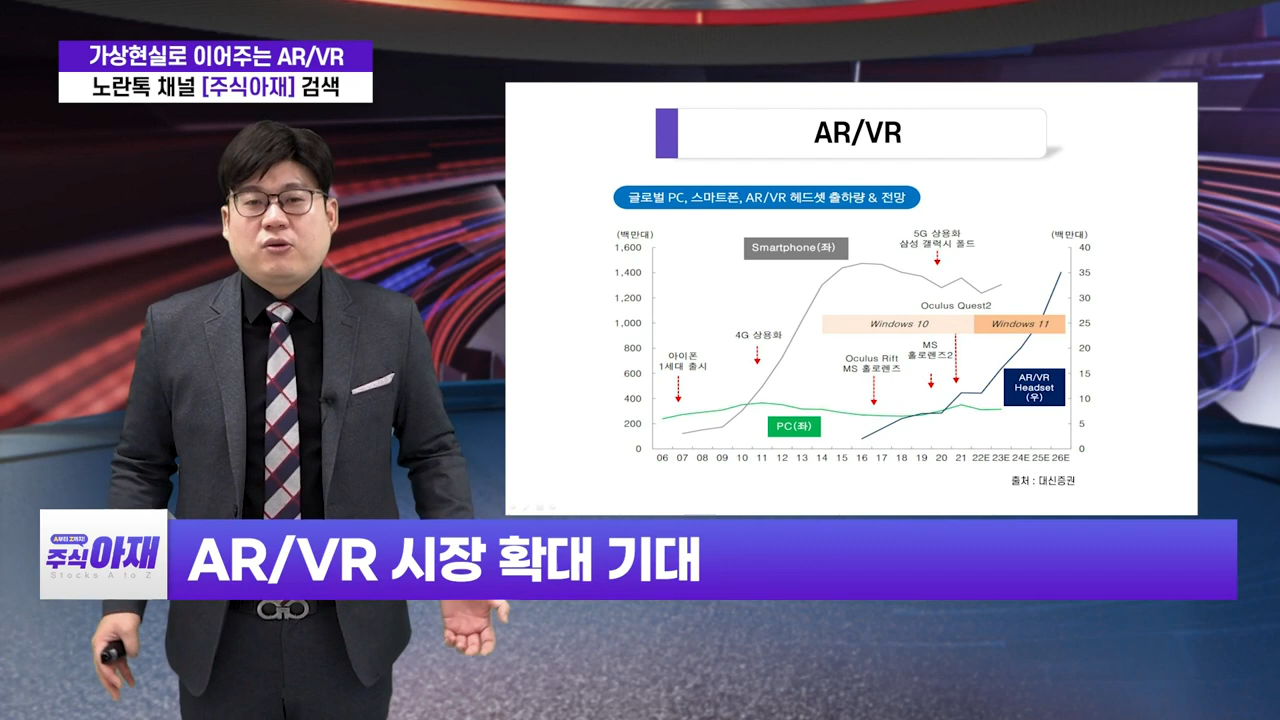 가상현실로 이어주는 AR/VR
노란톡 채널 [주식아재] 검색
AR/VR
글로벌 PC, 스마트폰, AR/VR 헤드셋 출하량 & 전망
(백만대)
(백만대)
1,600
1,400
1,200
1,000
800
600
400
200
0
40
35
30
25
20
15
10
5
0
Smartphone(좌)
5G 상용화
삼성 갤럭시 폴드
Oculus Quest2
Windows 10
Windows 11
4G 상용화
MS
홀로렌즈2
아이폰
1세대 출시
Oculus Rift
MS 홀로렌즈
AR/VR
Headset
(우)
PC(좌)
06 07 08 09 10 11 12 13 14 15 16 17 18 19 20 21 22E 23E 24E 25E 26E
출처 : 대신증권
A부터 Z까지!
주식아재
Stocks A to Z
AR/VR 시장 확대 기대